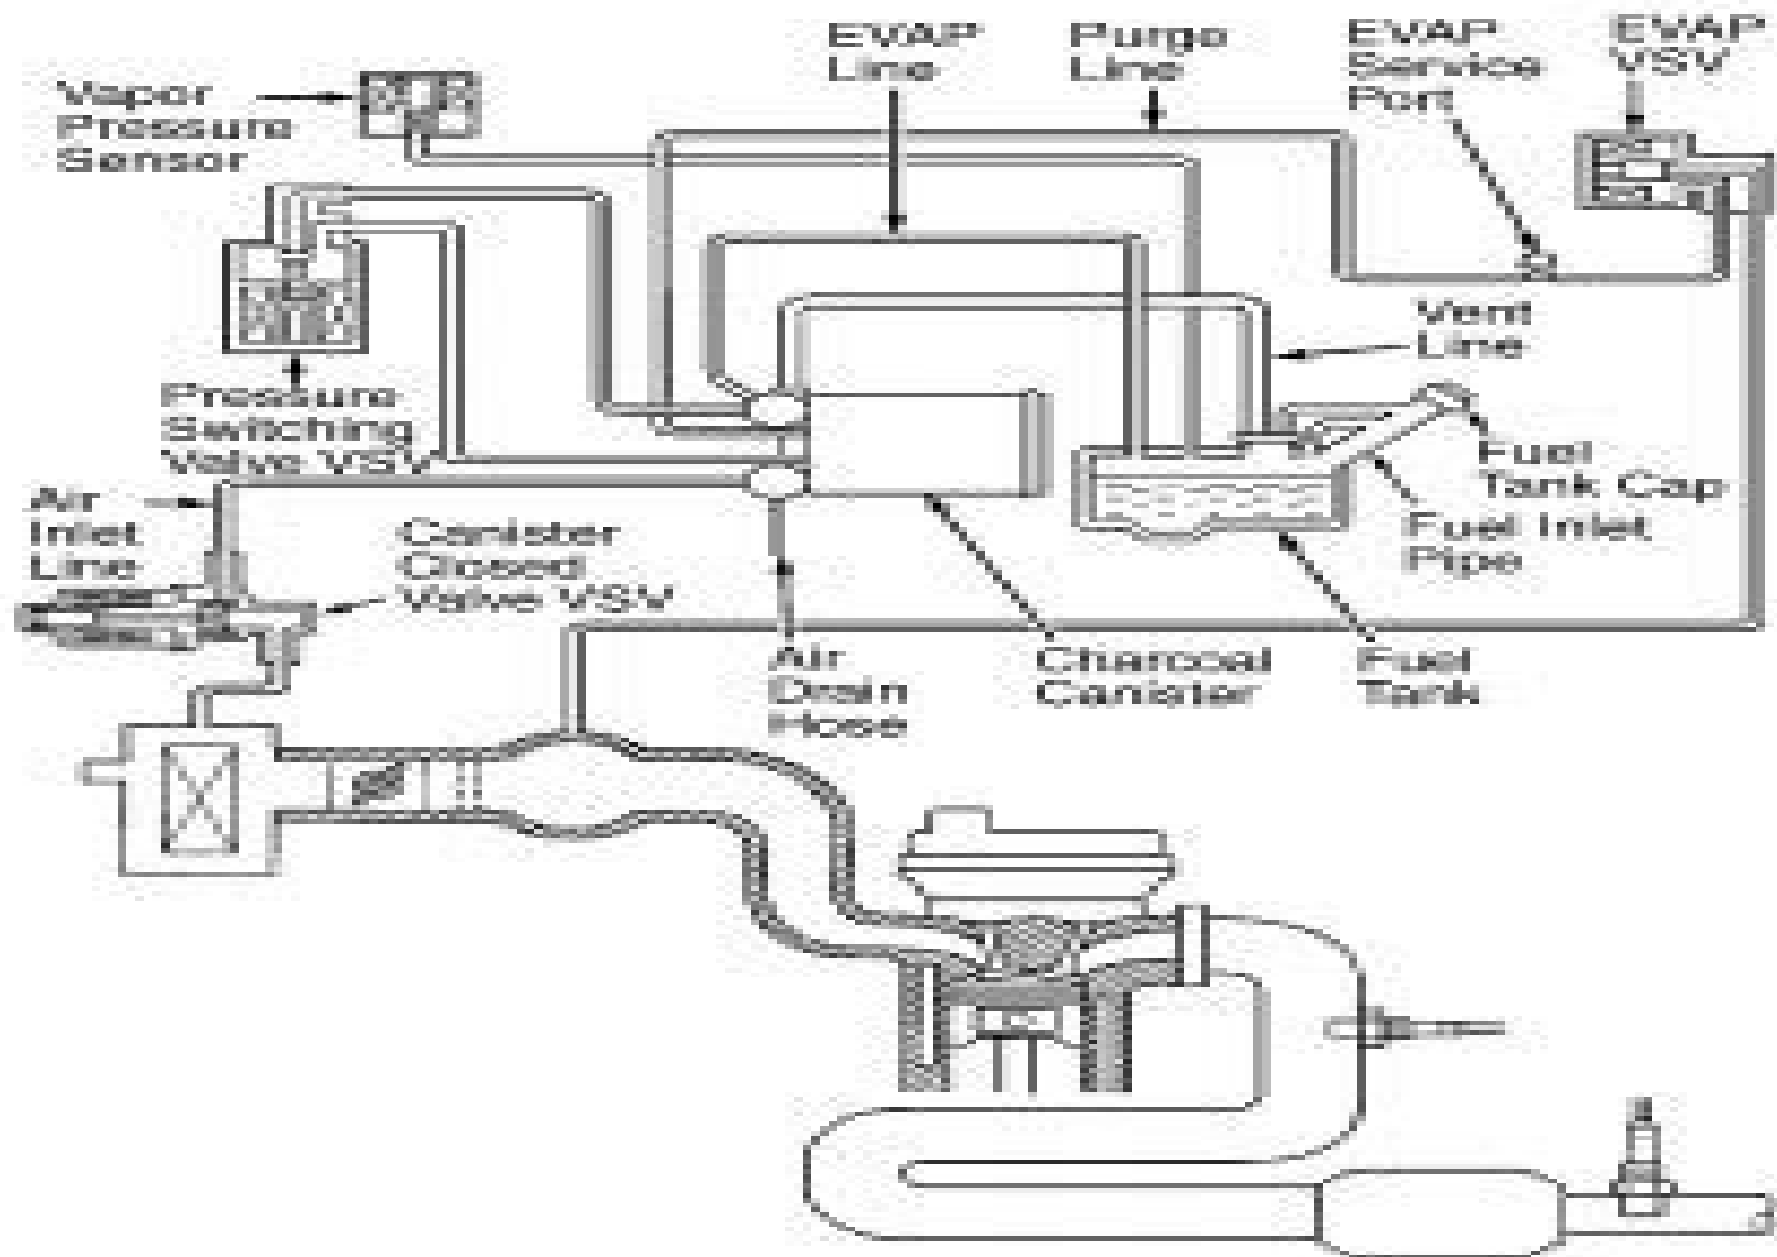 EVAP
Line
Purge
Line
EVAP
Service
Port
EVAP
VSV
Vapor
Pressure
Sensor
Vent
Line
Pressure
Switching
Valve VSV
Fuel
Tank Cap
Air
Inlet
Line
Canister
Closed
Valve VSV
Fuel Inlet
Pipe
Air
Drain
Hose
Charcoal
Canister
Fuel
Tank